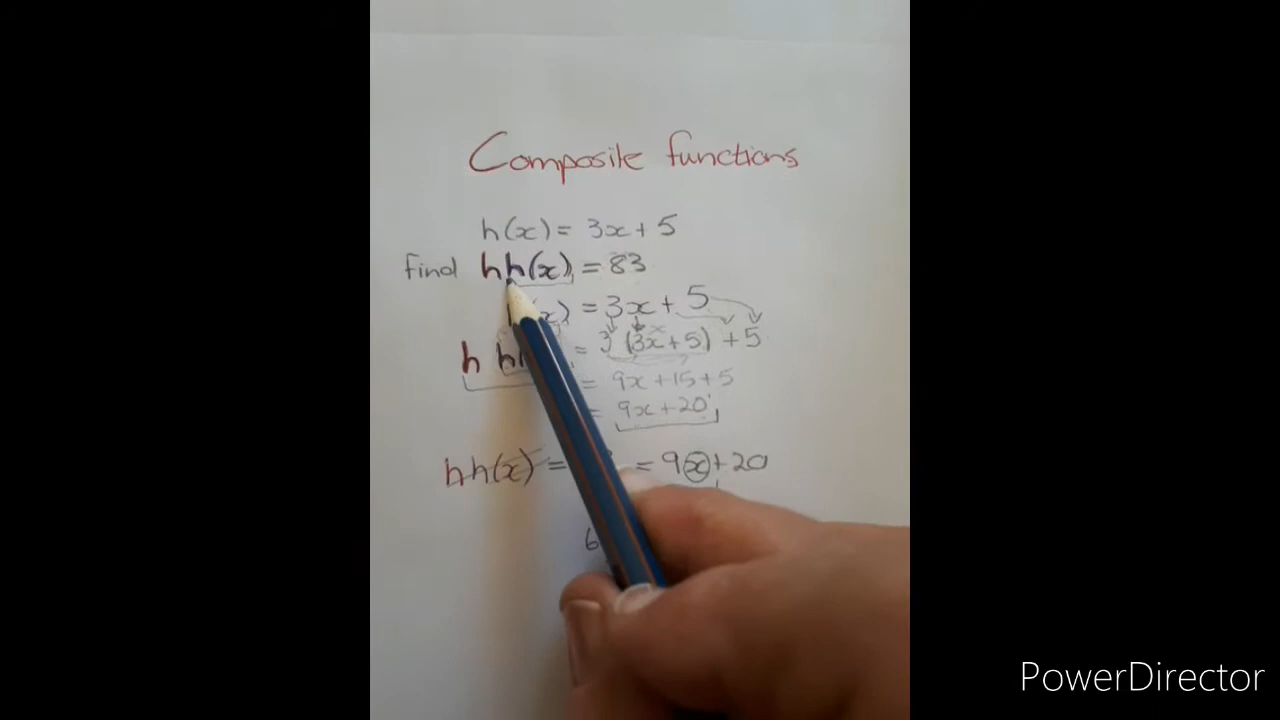 Composite functions
h(x) = 3x + 5
find hh(x) = 83
x) = 3x + 5
h h = 3 (3x + 5) + 5
= 9x + 15 + 5
= 9x + 20
hh(x) = = 9x + 20
6
PowerDirector